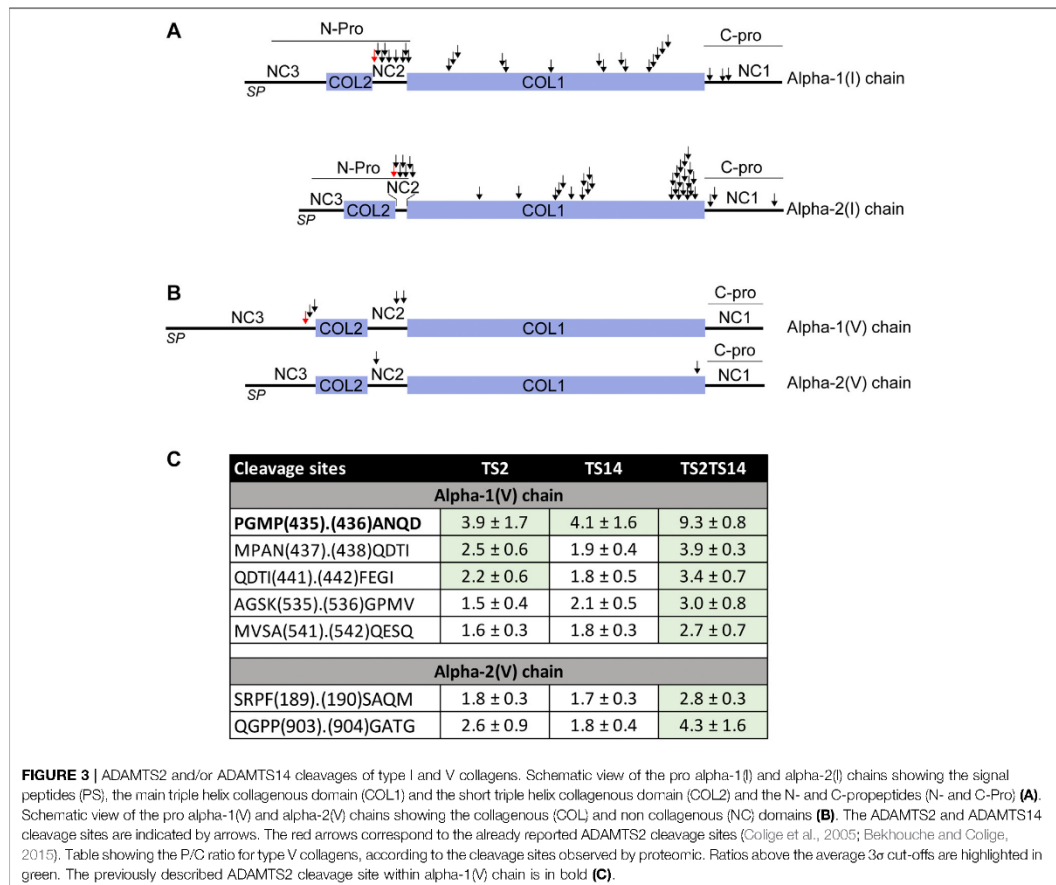 A
N-Pro
C-pro
NC3
NC2
NC1
SP
COL2
COL1
Alpha-1(I) chain
N-Pro
C-pro
NC2
NC3
NC1
SP
COL2
COL1
Alpha-2(I) chain
B
C-pro
NC3
NC2
NC1
SP
COL2
COL1
Alpha-1(V) chain
C-pro
NC3
NC2
NC1
SP
COL2
COL1
Alpha-2(V) chain
C
Cleavage sites TS2 TS14 TS2TS14
Alpha-1(V) chain
PGMP(435).(436)ANQD 3.9 ± 1.7 4.1 ± 1.6 9.3 ± 0.8
MPAN(437).(438)QDTI 2.5 ± 0.6 1.9 ± 0.4 3.9 ± 0.3
QDTI(441).(442)FEGI 2.2 ± 0.6 1.8 ± 0.5 3.4 ± 0.7
AGSK(535).(536)GPMV 1.5 ± 0.4 2.1 ± 0.5 3.0 ± 0.8
MVSA(541).(542)QESQ 1.6 ± 0.3 1.8 ± 0.3 2.7 ± 0.7
Alpha-2(V) chain
SRPF(189).(190)SAQM 1.8 ± 0.3 1.7 ± 0.3 2.8 ± 0.3
QGPP(903).(904)GATG 2.6 ± 0.9 1.8 ± 0.4 4.3 ± 1.6
FIGURE 3 | ADAMTS2 and/or ADAMTS14 cleavages of type I and V collagens. Schematic view of the pro alpha-1(I) and alpha-2(I) chains showing the signal
peptides (PS), the main triple helix collagenous domain (COL1) and the short triple helix collagenous domain (COL2) and the N- and C-propeptides (N- and C-Pro) (A).
Schematic view of the pro alpha-1(V) and alpha-2(V) chains showing the collagenous (COL) and non collagenous (NC) domains (B). The ADAMTS2 and ADAMTS14
cleavage sites are indicated by arrows. The red arrows correspond to the already reported ADAMTS2 cleavage sites (Colige et al., 2005; Bekhouche and Colige,
2015). Table showing the P/C ratio for type V collagens, according to the cleavage sites observed by proteomic. Ratios above the average 3σ cut-offs are highlighted in
green. The previously described ADAMTS2 cleavage site within alpha-1(V) chain is in bold (C).